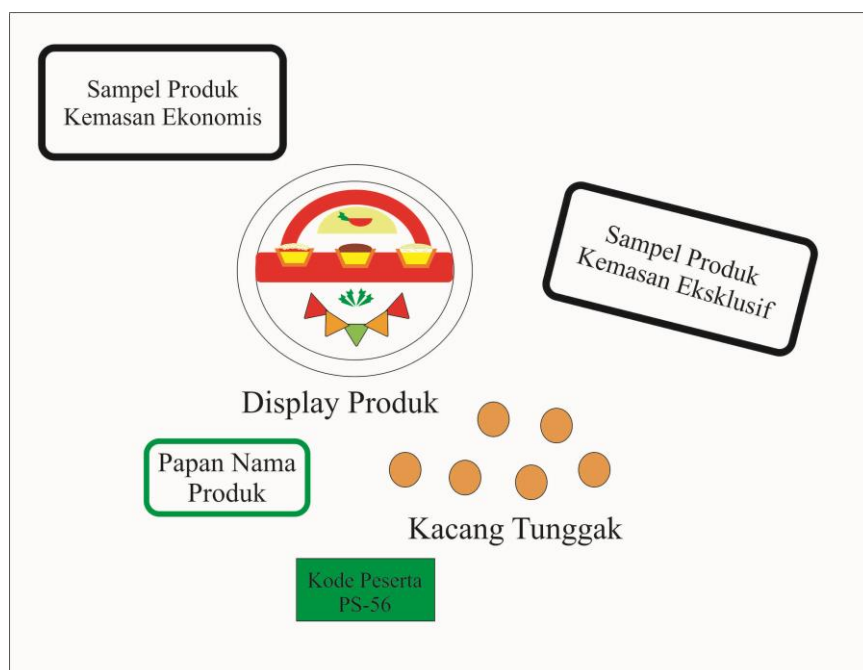 Sampel Produk
Kemasan Ekonomis
Sampel Produk
Kemasan Eksklusif
Display Produk
Papan Nama
Produk
Kacang Tunggak
Kode Peserta
PS-56